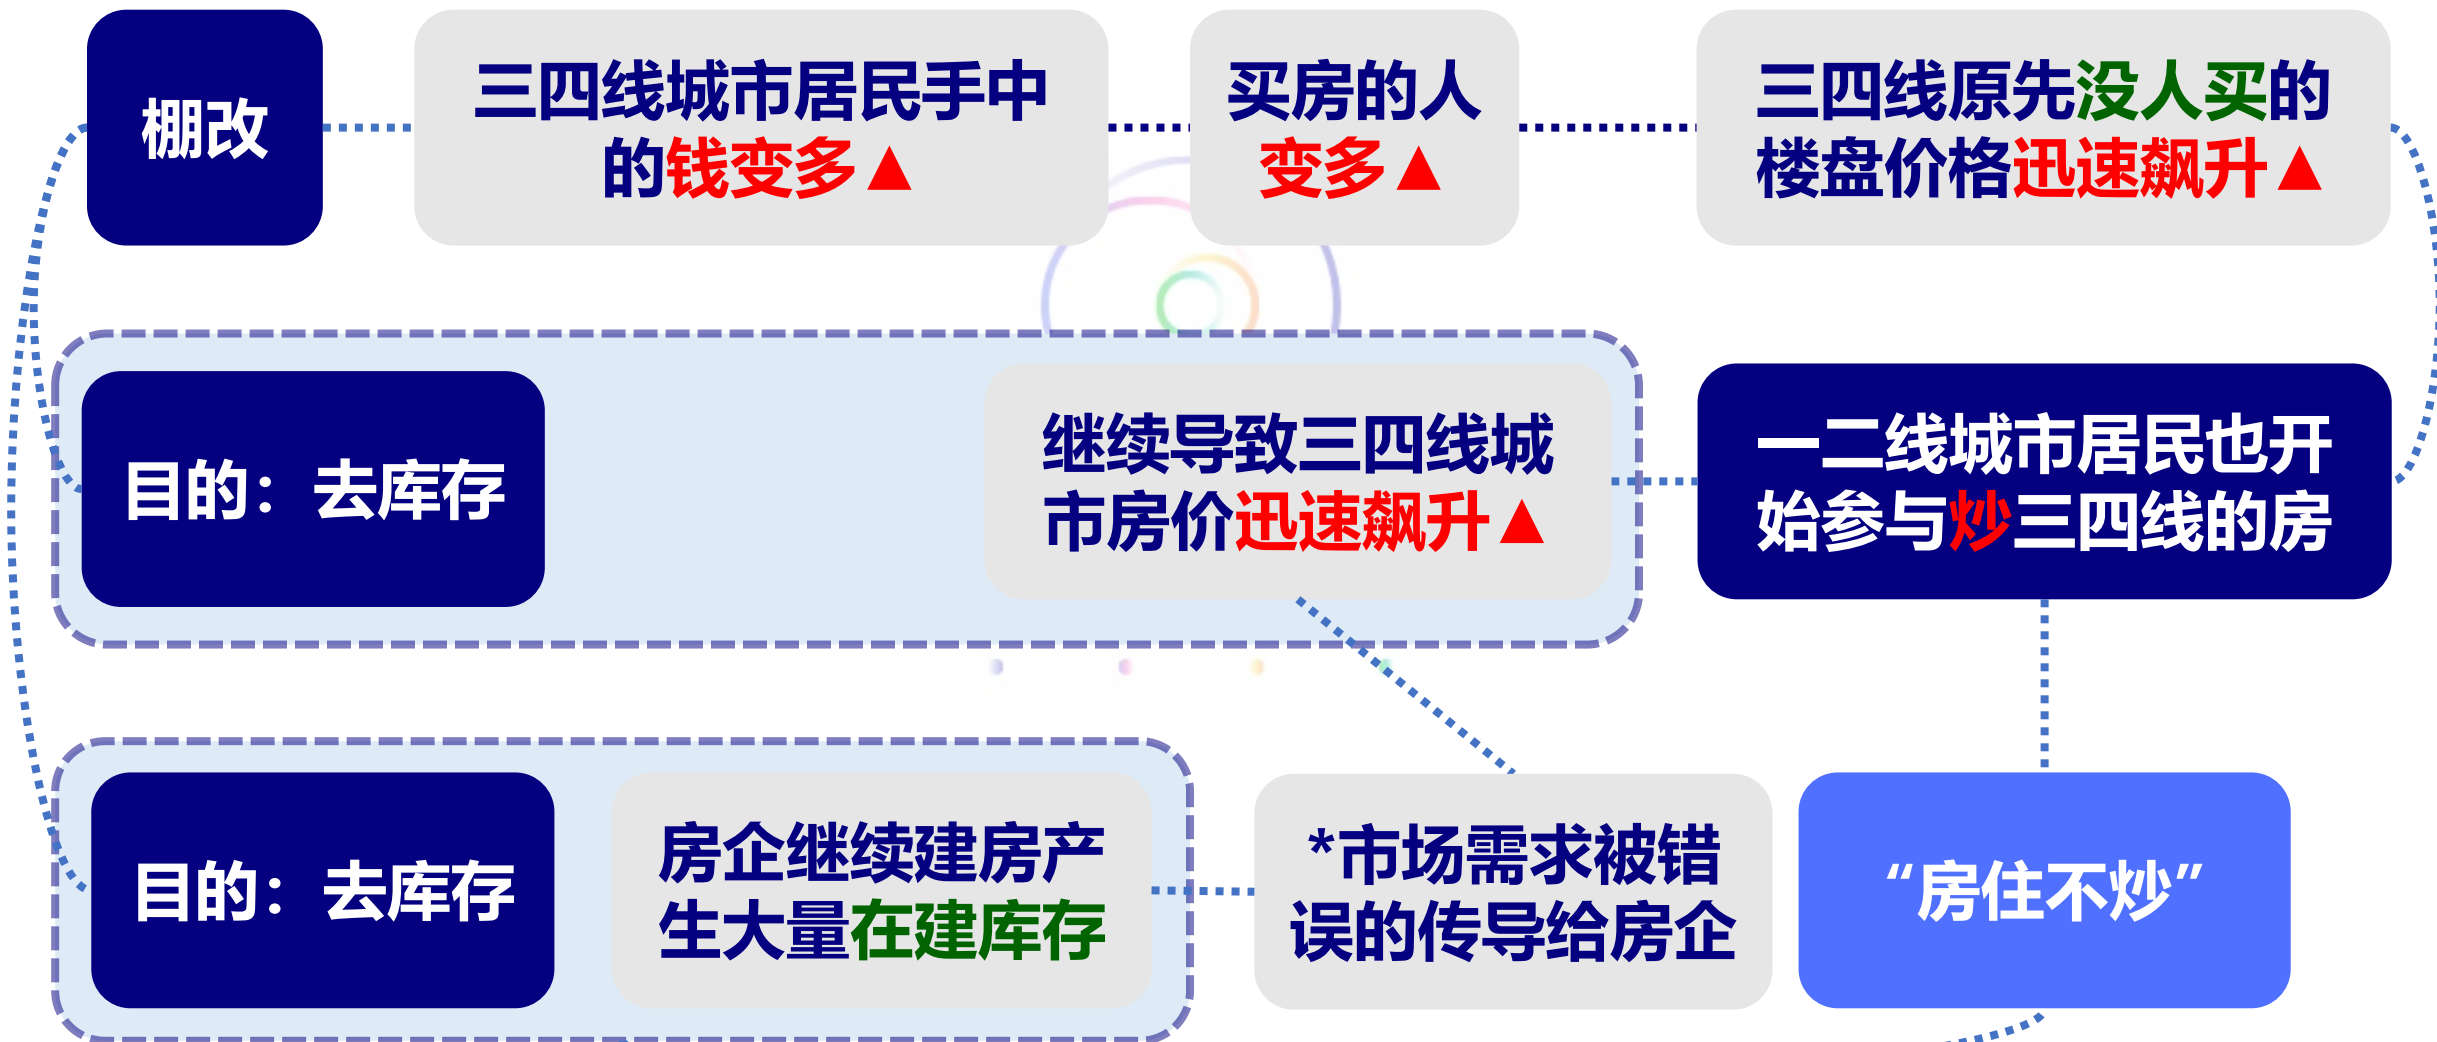 棚改
三四线城市居民手中
的钱变多▲
买房的人
变多▲
三四线原先没人买的
楼盘价格迅速飙升▲
目的：去库存
继续导致三四线城
市房价迅速飙升▲
一二线城市居民也开
始参与炒三四线的房
目的：去库存
房企继续建房产
生大量在建库存
*市场需求被错
误的传导给房企
“房住不炒”